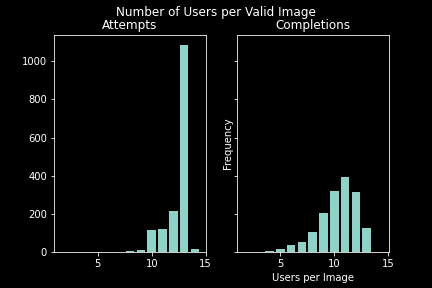 Number of Users per Valid Image
Attempts
Completions
1000
800
600
400
200
0
5
10
15
Frequency
5
10
15
Users per Image